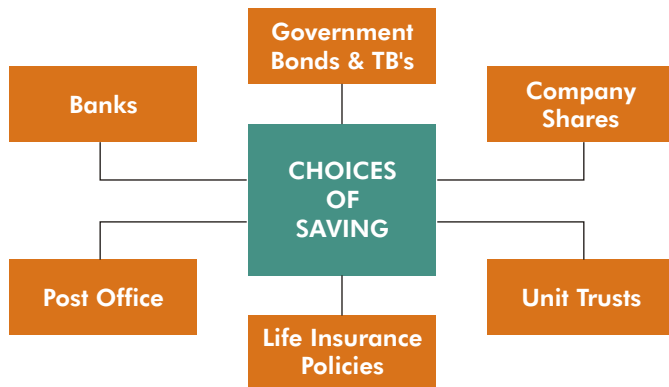 Government
Bonds & TB's
Banks
Company
Shares
CHOICES
OF
SAVING
Post Office
Unit Trusts
Life Insurance
Policies